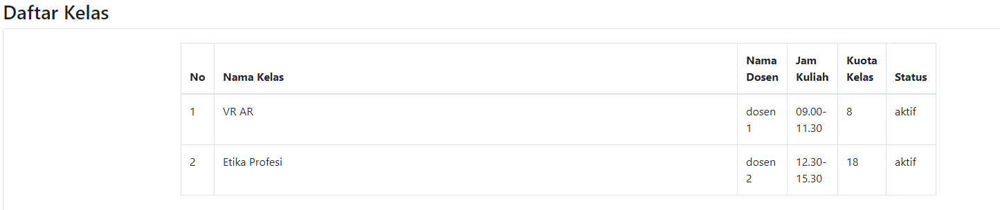 Daftar Kelas
No Nama Kelas Nama Dosen Jam Kuliah Kuota Kelas Status
1 VR AR dosen 1 09.00-11.30 8 aktif
2 Etika Profesi dosen 2 12.30-15.30 18 aktif